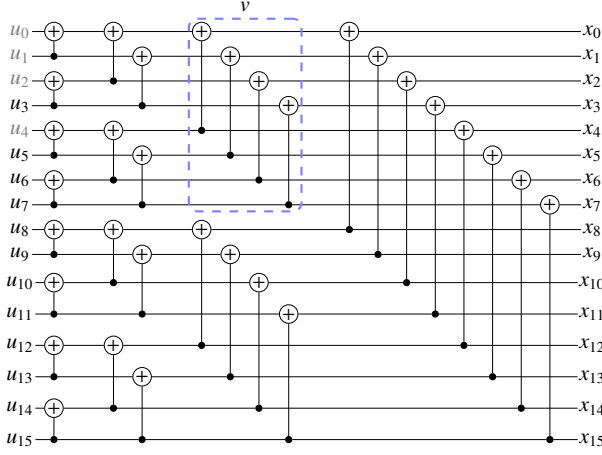 v
u₀ x₀
u₁ x₁
u₂ x₂
u₃ x₃
u₄ x₄
u₅ x₅
u₆ x₆
u₇ x₇
u₈ x₈
u₉ x₉
u₁₀ x₁₀
u₁₁ x₁₁
u₁₂ x₁₂
u₁₃ x₁₃
u₁₄ x₁₄
u₁₅ x₁₅